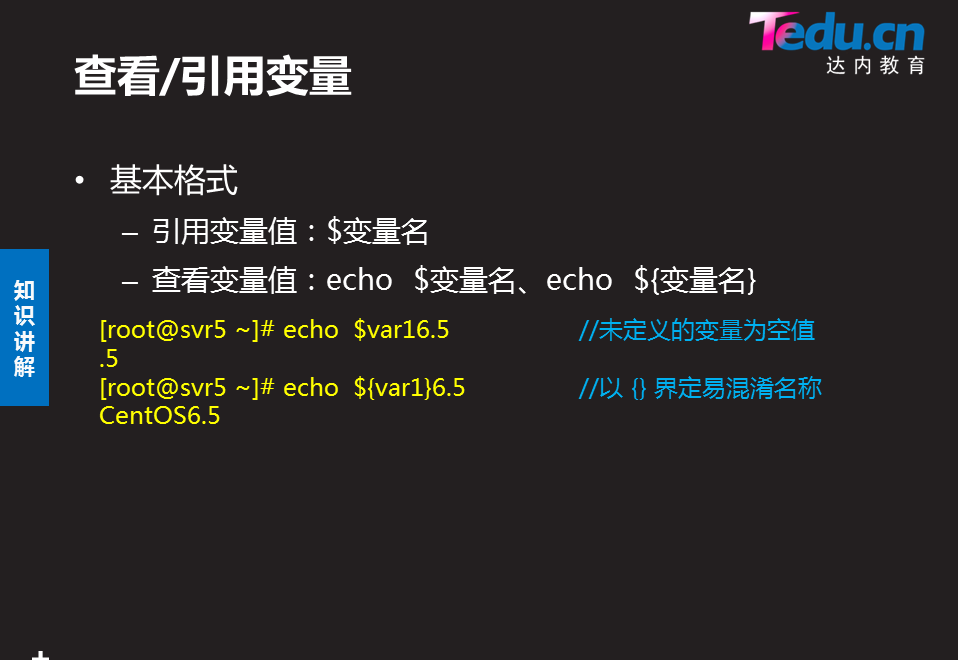 Tedu.cn
达内教育
查看/引用变量
• 基本格式
– 引用变量值：$变量名
– 查看变量值：echo $变量名、echo ${变量名}
知识讲解
[root@svr5 ~]# echo $var16.5 //未定义的变量为空值
.5
[root@svr5 ~]# echo ${var1}6.5 //以 {} 界定易混淆名称
CentOS6.5
+